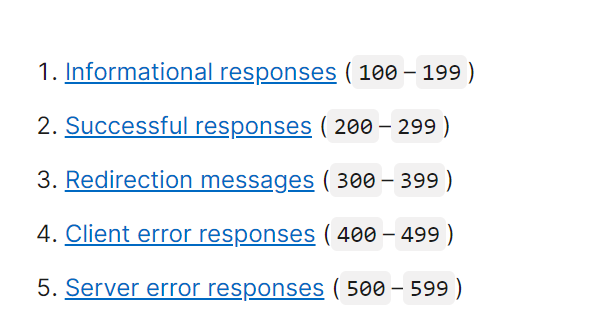 1. Informational responses (100–199)
2. Successful responses (200–299)
3. Redirection messages (300–399)
4. Client error responses (400–499)
5. Server error responses (500–599)